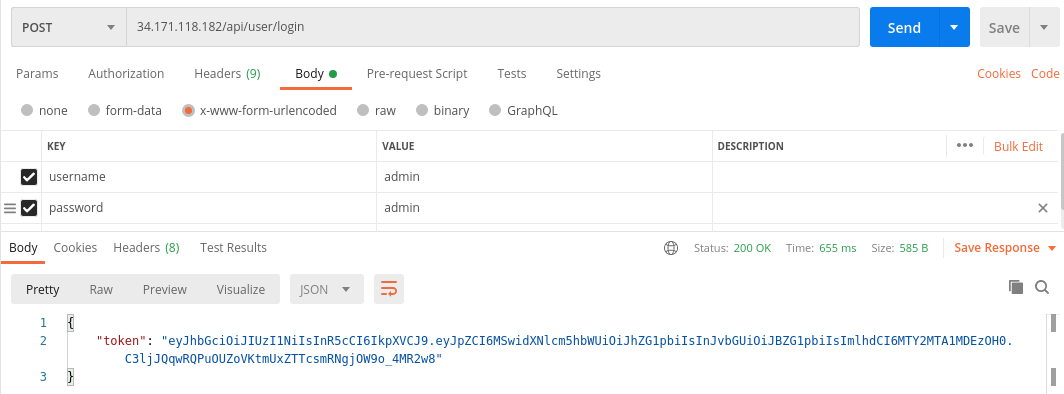 POST 34.171.118.182/api/user/login Send Save
Params Authorization Headers (9) Body Pre-request Script Tests Settings Cookies Code
none form-data x-www-form-urlencoded raw binary GraphQL
KEY VALUE DESCRIPTION ••• Bulk Edit
username admin
password admin
Body Cookies Headers (8) Test Results Status: 200 OK Time: 655 ms Size: 585 B Save Response
Pretty Raw Preview Visualize JSON
1 {
2 "token": "eyJhbGciOiJIUzI1NiIsInR5cCI6IkpXVCJ9.eyJpZCI6MSwidXNlcm5hbWUiOiJhZG1pbiIsInJvbGUiOiJBZG1pbiIsImlhdCI6MTY2MTA1MDEzOH0.
C3ljJQqwRQPuOUZoVKtmUxZTTcsmRNgjOW9o_4MR2w8"
3 }